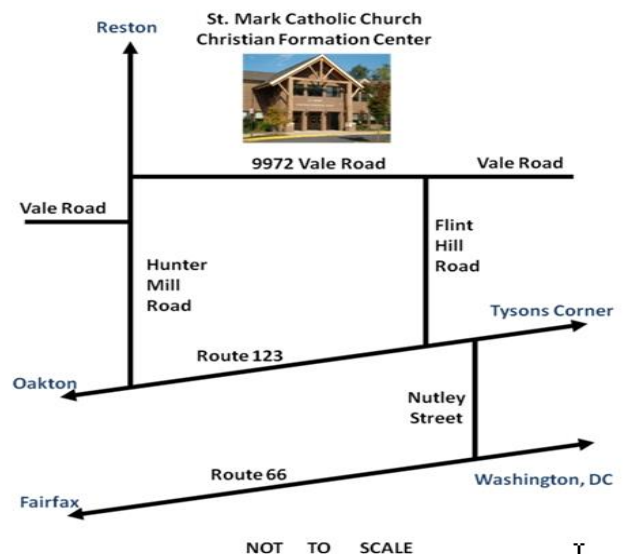 St. Mark Catholic Church
Christian Formation Center
Reston
9972 Vale Road
Vale Road
Vale Road
Flint
Hill
Road
Hunter
Mill
Road
Tysons Corner
Route 123
Oakton
Nutley
Street
Route 66
Washington, DC
Fairfax
NOT TO SCALE